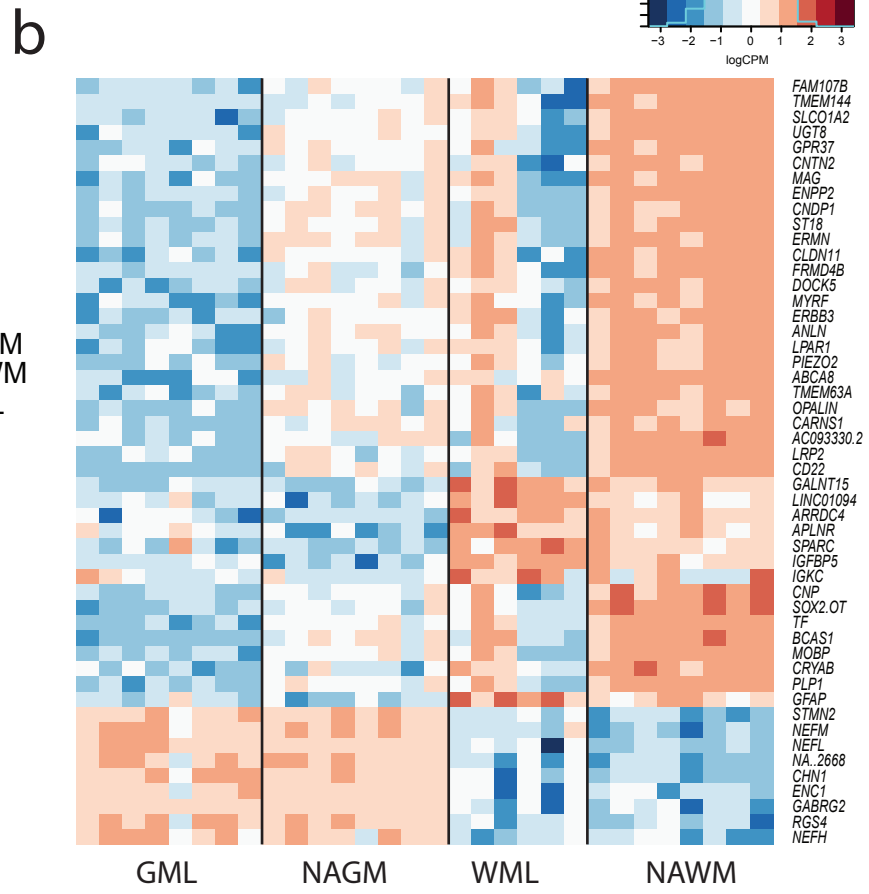 b
−3 −2 −1 0 1 2 3
logCPM
FAM107B
TMEM144
SLCO1A2
UGT8
GPR37
CNTN2
MAG
ENPP2
CNDP1
ST18
ERMN
CLDN11
FRMD4B
DOCK5
MYRF
ERBB3
ANLN
M
LPAR1
PIEZO2
ABCA8
TMEM63A
OPALIN
CARNS1
AC093330.2
LRP2
CD22
GALNT15
LINC01094
ARRDC4
APLNR
SPARC
IGFBP5
IGKC
CNP
SOX2.OT
TF
BCAS1
MOBP
CRYAB
PLP1
GFAP
STMN2
NEFM
NEFL
NA..2668
CHN1
ENC1
GABRG2
RGS4
NEFH
GML NAGM WML NAWM